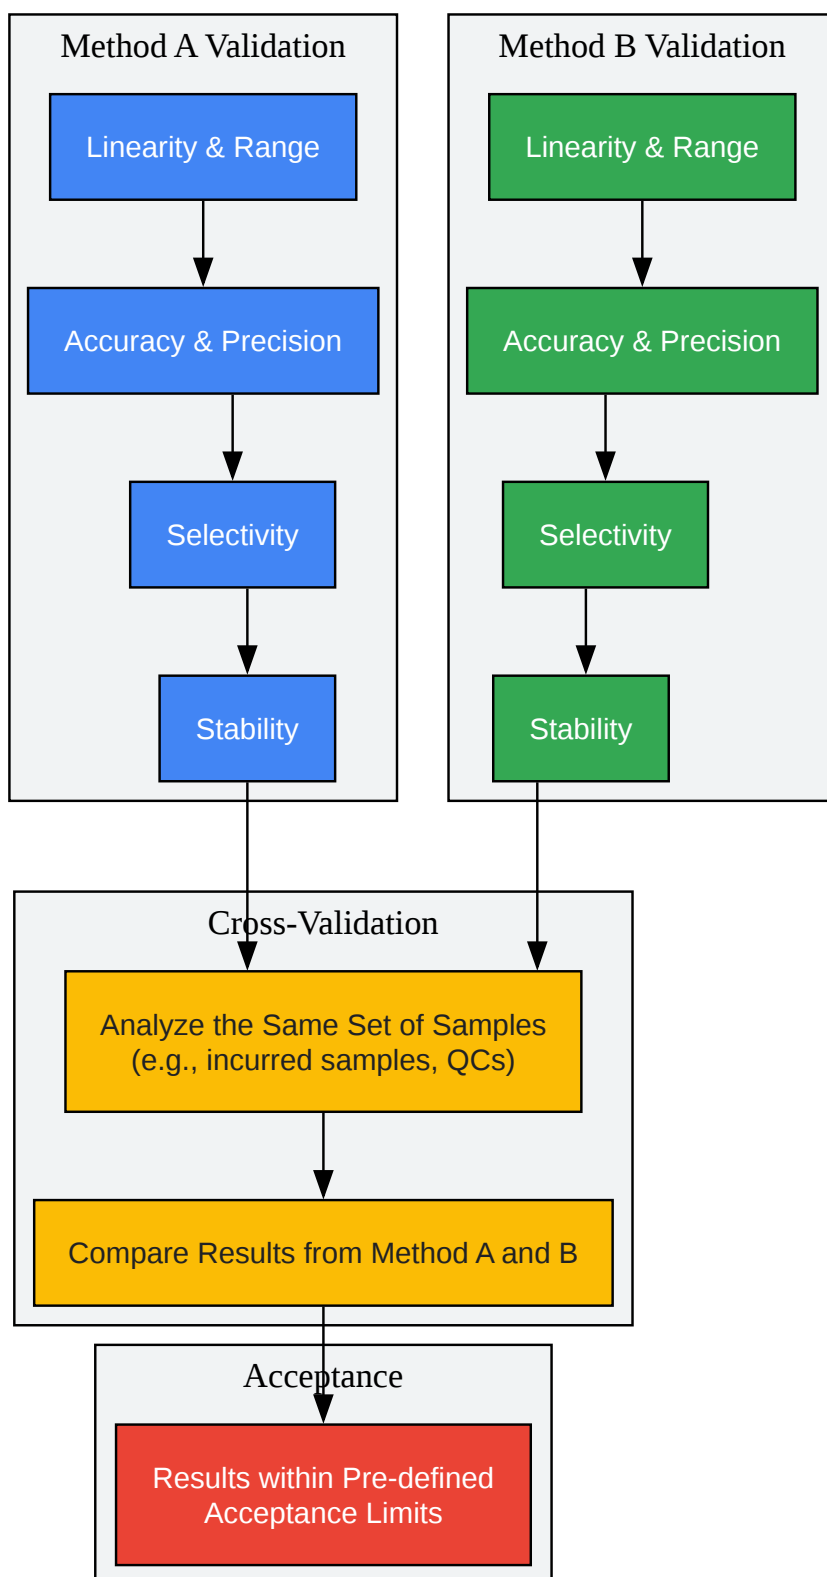 Method A Validation
Linearity & Range
Accuracy & Precision
Selectivity
Stability
Method B Validation
Linearity & Range
Accuracy & Precision
Selectivity
Stability
Cross-Validation
Analyze the Same Set of Samples
(e.g., incurred samples, QCs)
Compare Results from Method A and B
Acceptance
Results within Pre-defined
Acceptance Limits